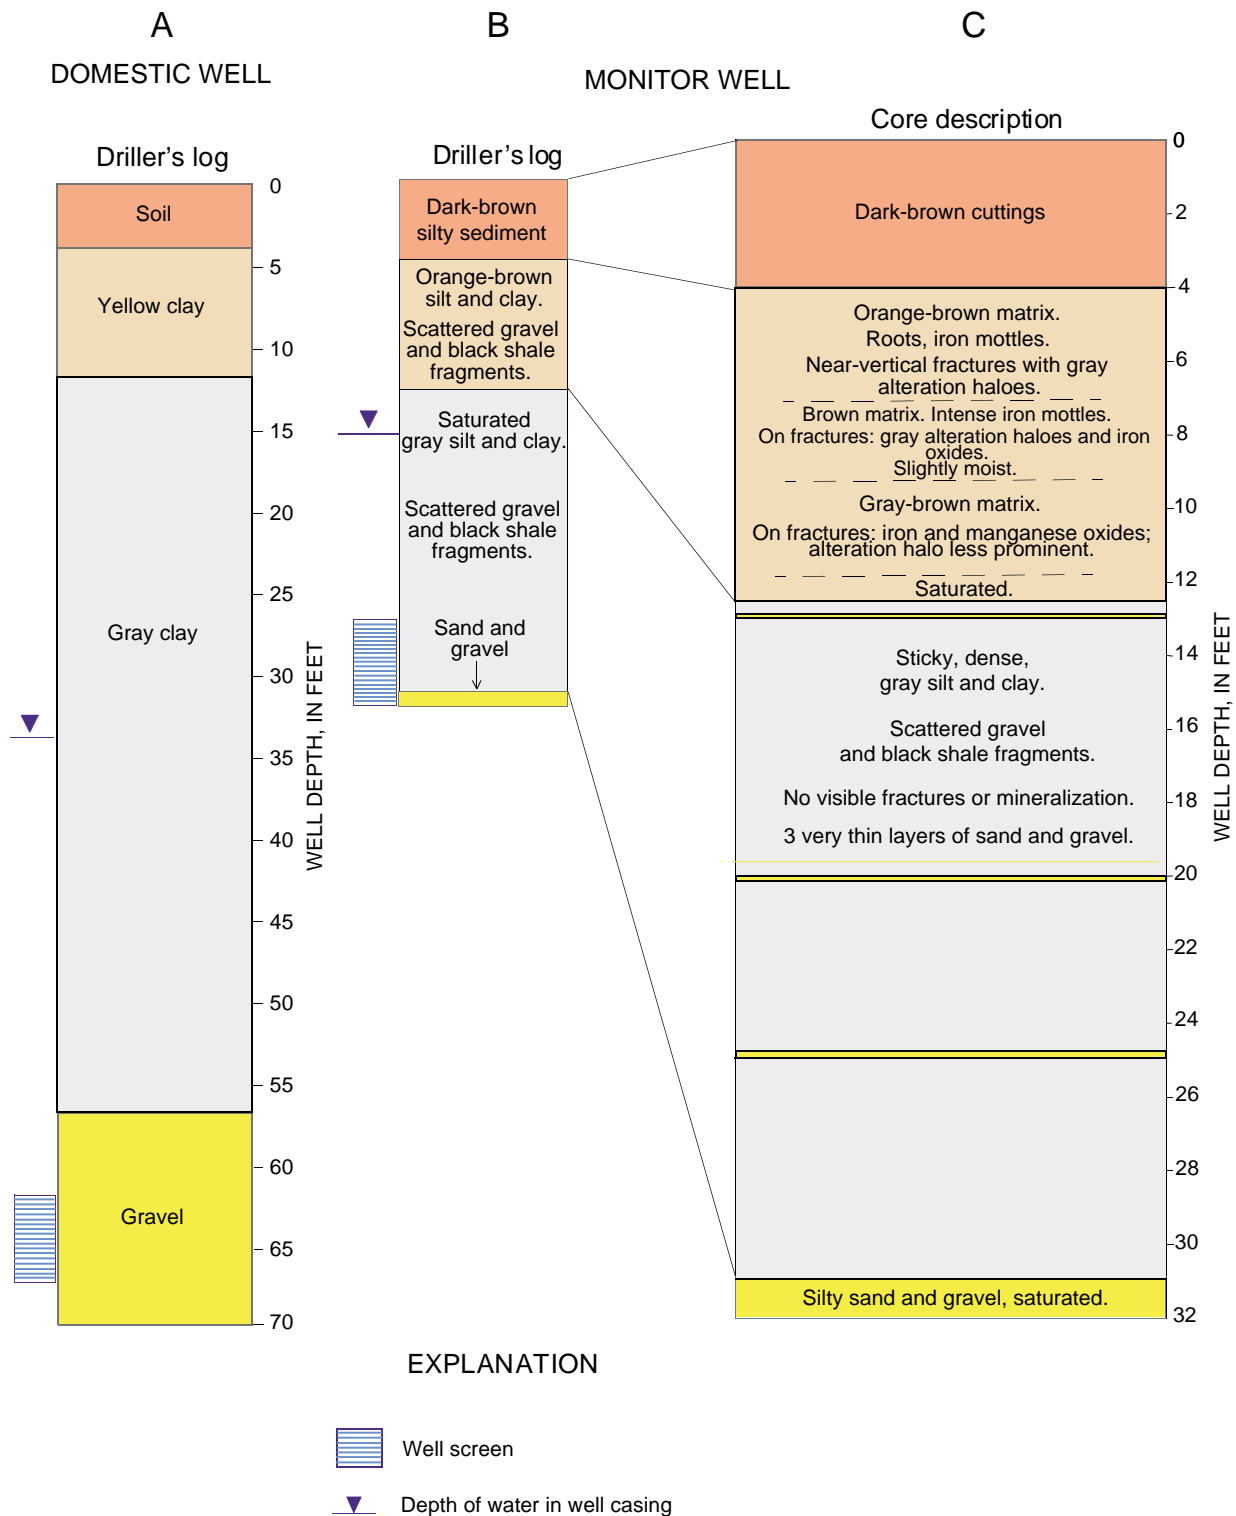 A
B
C
DOMESTIC WELL
MONITOR WELL
Driller's log
Driller's log
Core description
Soil
Yellow clay
Gray clay
Gravel
0
5
10
15
20
25
30
35
40
45
50
55
60
65
70
WELL DEPTH, IN FEET
Dark-brown
silty sediment
Orange-brown
silt and clay.
Scattered gravel
and black shale
fragments.
Saturated
gray silt and clay.
Scattered gravel
and black shale
fragments.
Sand and
gravel
Dark-brown cuttings
Orange-brown matrix.
Roots, iron mottles.
Near-vertical fractures with gray
alteration haloes.
Brown matrix. Intense iron mottles.
On fractures: gray alteration haloes and iron
oxides.
Slightly moist.
Gray-brown matrix.
On fractures: iron and manganese oxides;
alteration halo less prominent.
Saturated.
Sticky, dense,
gray silt and clay.
Scattered gravel
and black shale fragments.
No visible fractures or mineralization.
3 very thin layers of sand and gravel.
Silty sand and gravel, saturated.
0
2
4
6
8
10
12
14
16
18
20
22
24
26
28
30
32
WELL DEPTH, IN FEET
EXPLANATION
Well screen
Depth of water in well casing